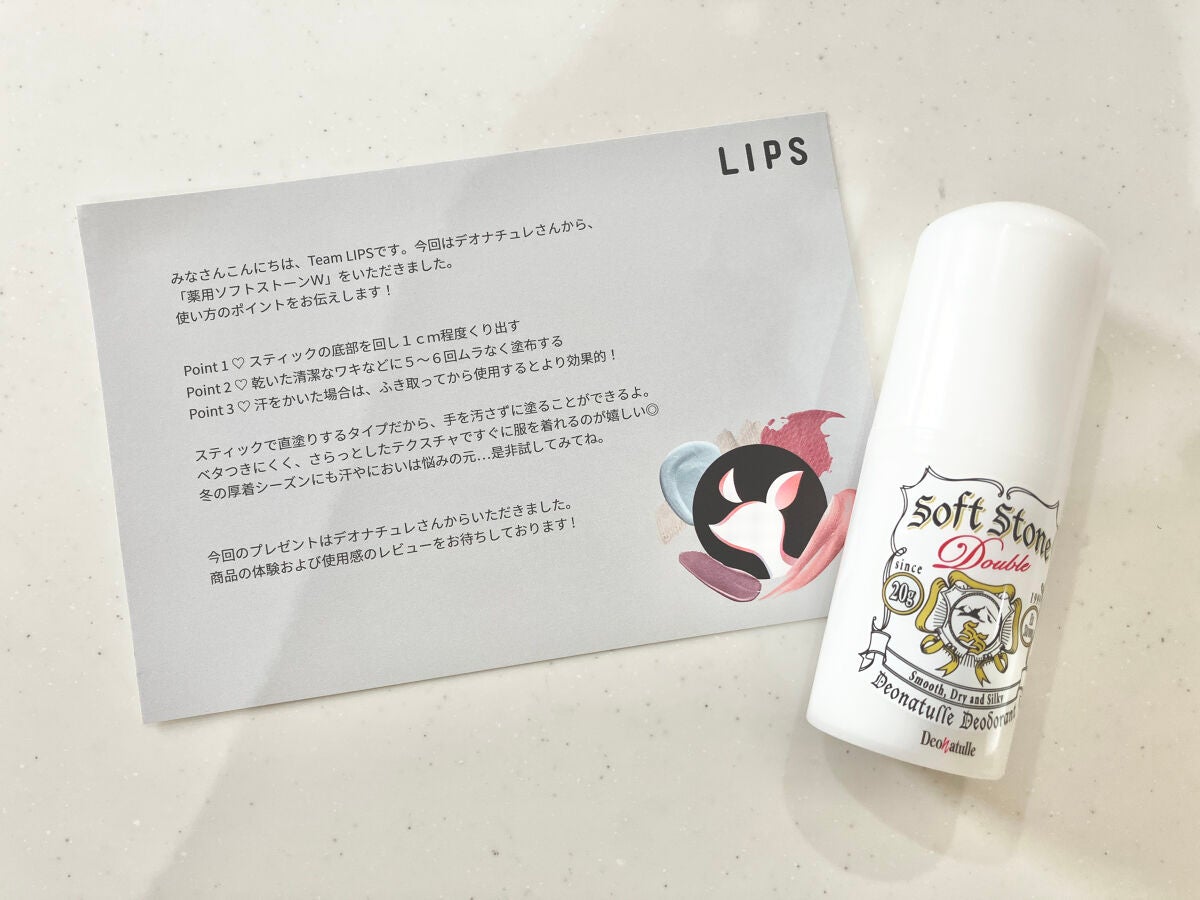 LIPS
みなさんこんにちは、Team LIPSです。今回はデオナチュレさんから、
「薬用ソフトストーンW」をいただきました。
使い方のポイントをお伝えします！
Point 1 ♡ スティックの底部を回し１ｃｍ程度くり出す
Point 2 ♡ 乾いた清潔なワキなどに５〜６回ムラなく塗布する
Point 3 ♡ 汗をかいた場合は、ふき取ってから使用するとより効果的！
スティックで直塗りするタイプだから、手を汚さずに塗ることができるよ。
ベタつきにくく、さらっとしたテクスチャですぐに服を着れるのが嬉しい◎
冬の厚着シーズンにも汗やにおいは悩みの元…是非試してみてね。
今回のプレゼントはデオナチュレさんからいただきました。
商品の体験および使用感のレビューをお待ちしております！
Soft Stone
Double
since
20g
SS
Smooth, Dry and Silky
Deonatulle Deodorant
Deonatulle